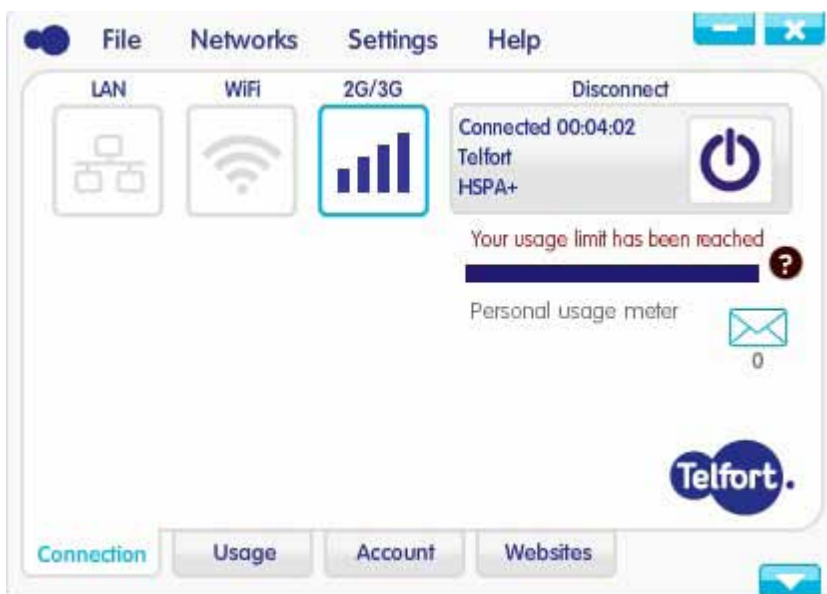 File Networks Settings Help
LAN WiFi 2G/3G Disconnect
Connected 00:04:02
Telfort
HSPA+
Your usage limit has been reached
?
Personal usage meter
0
Telfort.
Connection Usage Account Websites